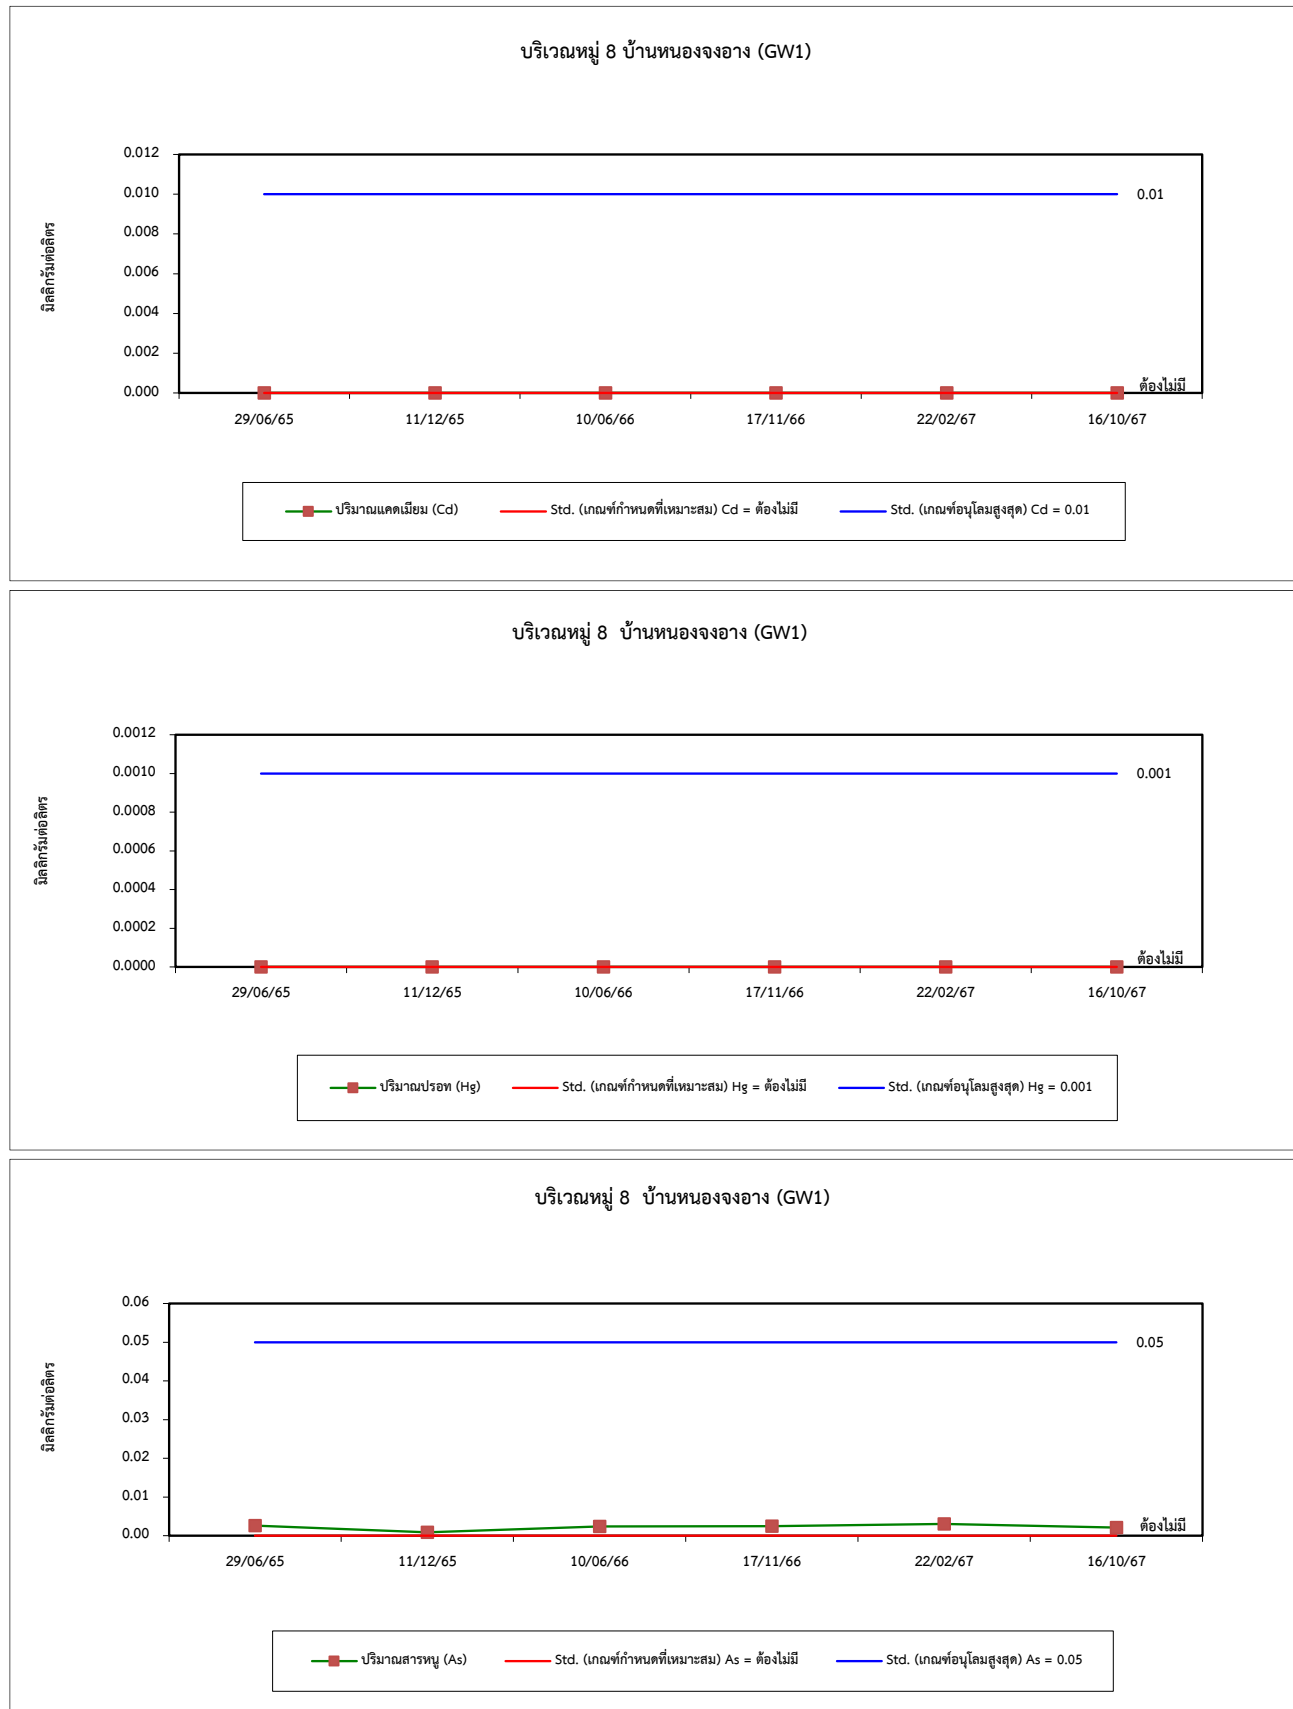 บริเวณหมู่ 8 บ้านหนองจงอาง (GW1)
มิลลิกรัมต่อลิตร
0.012
0.010
0.008
0.006
0.004
0.002
0.000
0.01
ต้องไม่มี
29/06/65 11/12/65 10/06/66 17/11/66 22/02/67 16/10/67
ปริมาณแคดเมียม (Cd) Std. (เกณฑ์กำหนดที่เหมาะสม) Cd = ต้องไม่มี Std. (เกณฑ์อนุโลมสูงสุด) Cd = 0.01
บริเวณหมู่ 8 บ้านหนองจงอาง (GW1)
มิลลิกรัมต่อลิตร
0.0012
0.0010
0.0008
0.0006
0.0004
0.0002
0.0000
0.001
ต้องไม่มี
29/06/65 11/12/65 10/06/66 17/11/66 22/02/67 16/10/67
ปริมาณปรอท (Hg) Std. (เกณฑ์กำหนดที่เหมาะสม) Hg = ต้องไม่มี Std. (เกณฑ์อนุโลมสูงสุด) Hg = 0.001
บริเวณหมู่ 8 บ้านหนองจงอาง (GW1)
มิลลิกรัมต่อลิตร
0.06
0.05
0.04
0.03
0.02
0.01
0.00
0.05
ต้องไม่มี
29/06/65 11/12/65 10/06/66 17/11/66 22/02/67 16/10/67
ปริมาณสารหนู (As) Std. (เกณฑ์กำหนดที่เหมาะสม) As = ต้องไม่มี Std. (เกณฑ์อนุโลมสูงสุด) As = 0.05